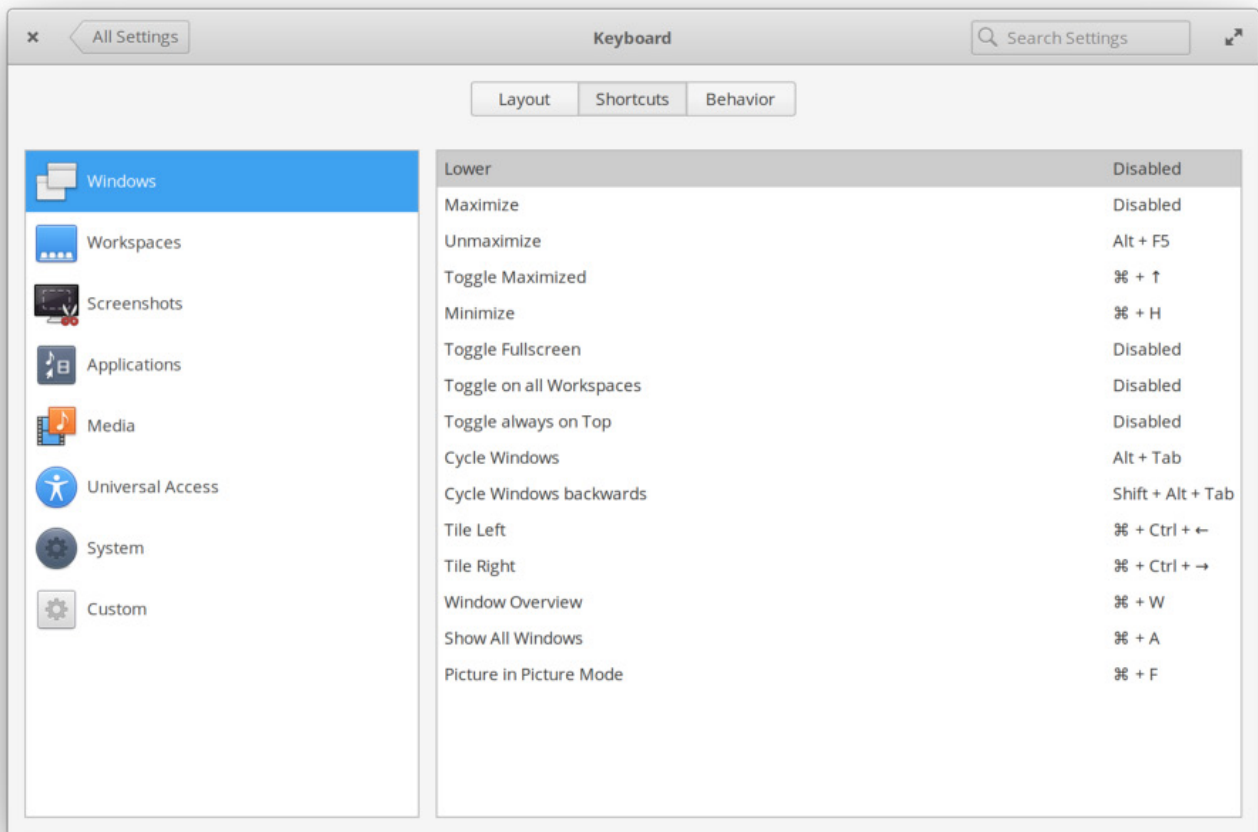 All Settings Keyboard Search Settings
Layout Shortcuts Behavior
Windows
Workspaces
Screenshots
Applications
Media
Universal Access
System
Custom
Lower Disabled
Maximize Disabled
Unmaximize Alt + F5
Toggle Maximized ⌘ + ↑
Minimize ⌘ + H
Toggle Fullscreen Disabled
Toggle on all Workspaces Disabled
Toggle always on Top Disabled
Cycle Windows Alt + Tab
Cycle Windows backwards Shift + Alt + Tab
Tile Left ⌘ + Ctrl + ←
Tile Right ⌘ + Ctrl + →
Window Overview ⌘ + W
Show All Windows ⌘ + A
Picture in Picture Mode ⌘ + F